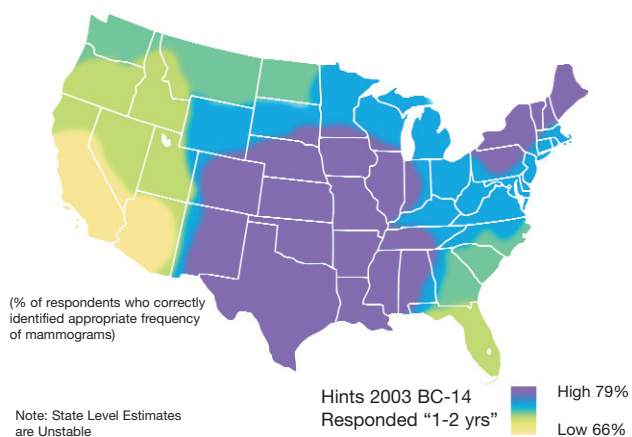 (% of respondents who correctly
identified appropriate frequency
of mammograms)
Note: State Level Estimates
are Unstable
Hints 2003 BC-14
Responded “1-2 yrs”
High 79%
Low 66%